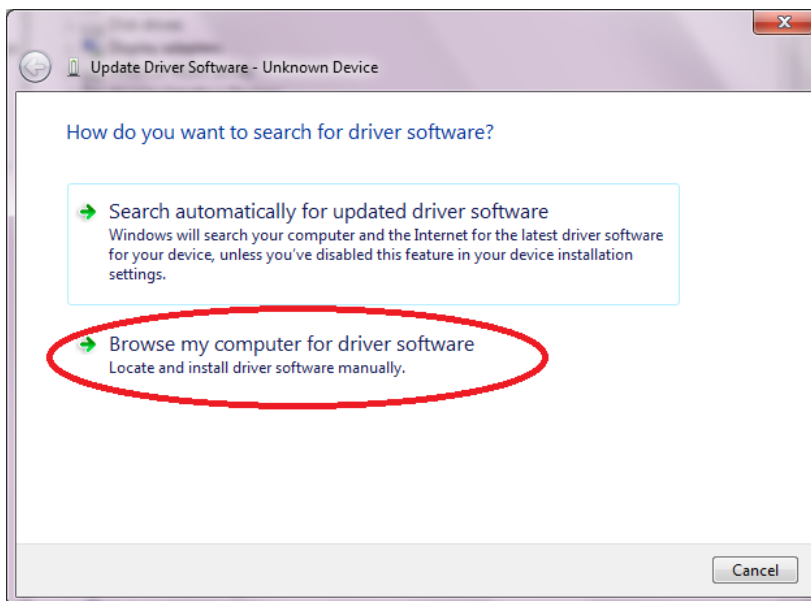 Update Driver Software - Unknown Device
How do you want to search for driver software?
Search automatically for updated driver software
Windows will search your computer and the Internet for the latest driver software
for your device, unless you've disabled this feature in your device installation
settings.
Browse my computer for driver software
Locate and install driver software manually.
Cancel